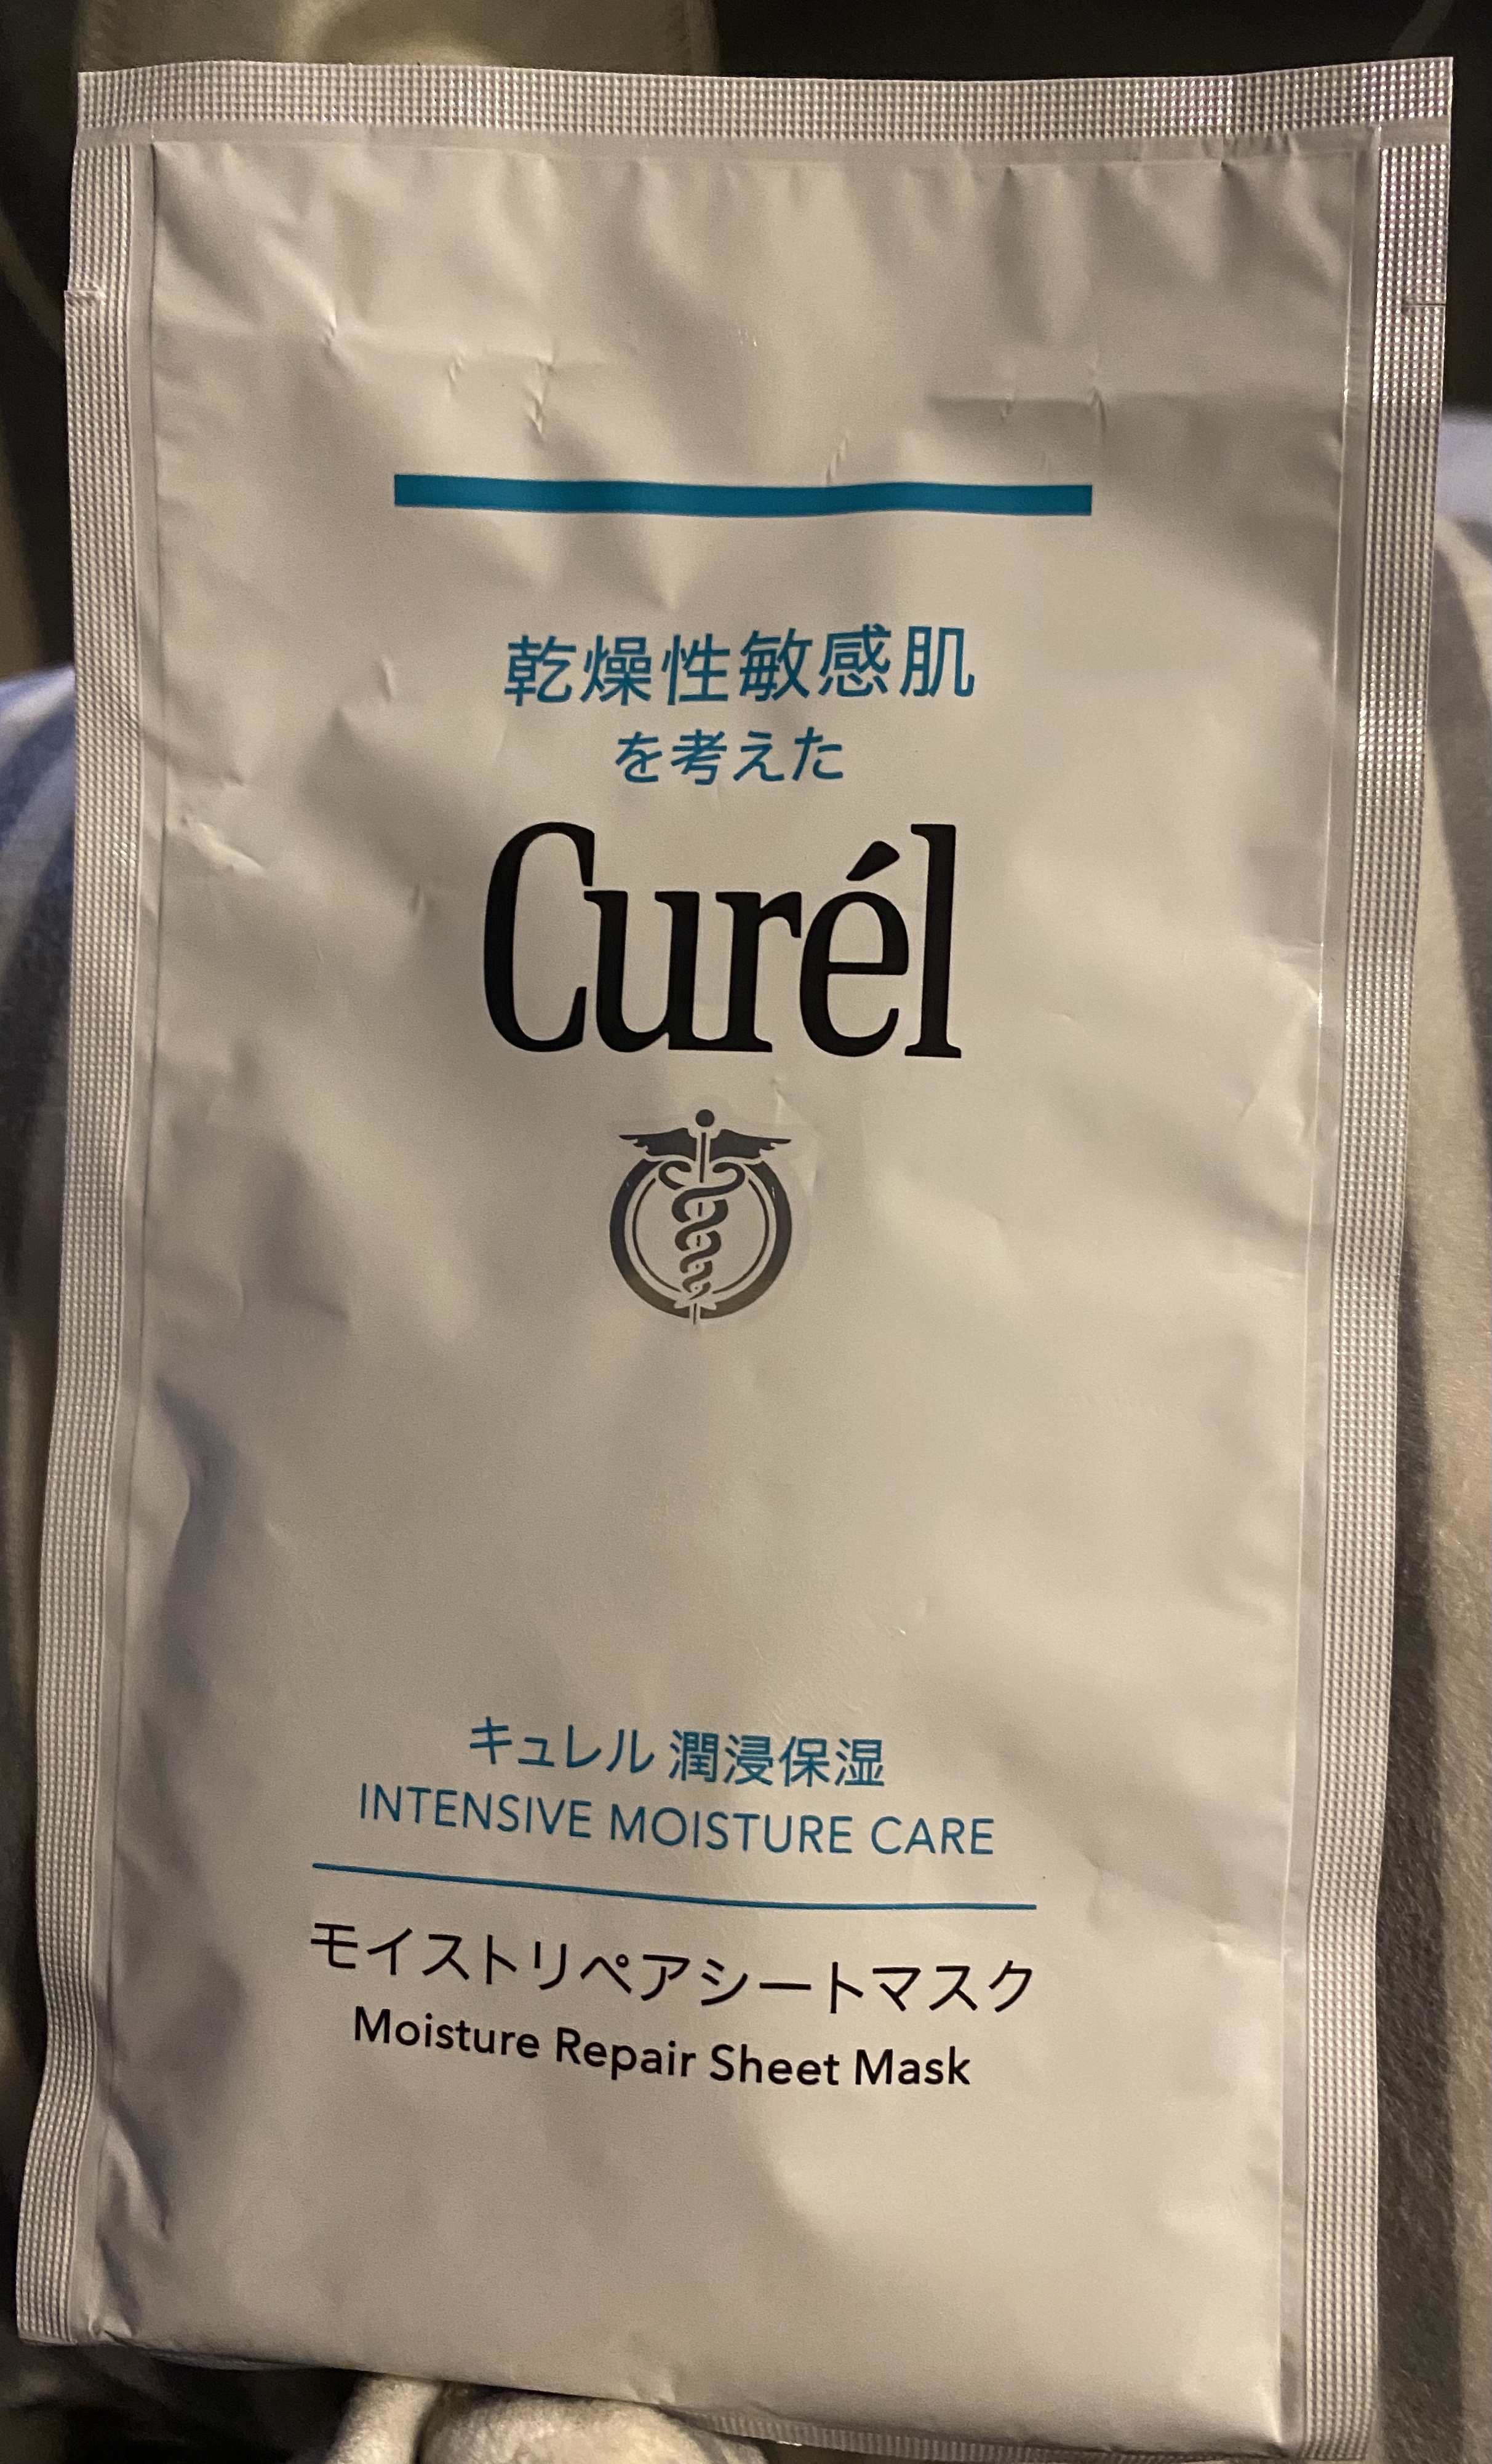 乾燥性敏感肌
を考えた
Curél
キュレル 潤浸保湿
INTENSIVE MOISTURE CARE
モイストリペアシートマスク
Moisture Repair Sheet Mask